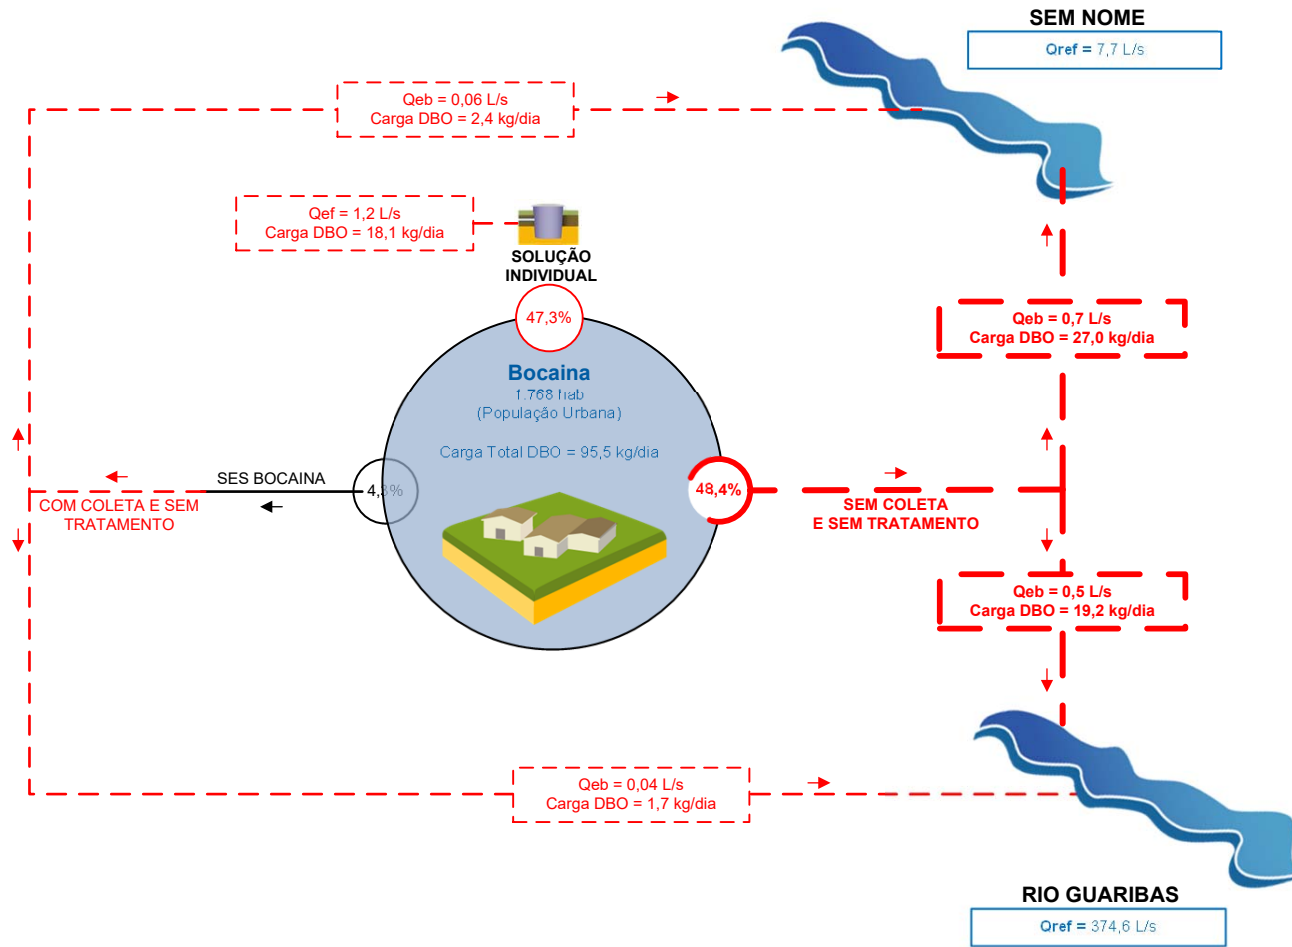 SEM NOME
Qref = 7,7 L/s
Qeb = 0,06 L/s
Carga DBO = 2,4 kg/dia
Qef = 1,2 L/s
Carga DBO = 18,1 kg/dia
SOLUÇÃO
INDIVIDUAL
47,3%
Qeb = 0,7 L/s
Carga DBO = 27,0 kg/dia
Bocaina
1.768 hab
(População Urbana)
Carga Total DBO = 95,5 kg/dia
SES BOCAINA
4,3%
48,4%
COM COLETA E SEM
TRATAMENTO
SEM COLETA
E SEM TRATAMENTO
Qeb = 0,5 L/s
Carga DBO = 19,2 kg/dia
Qeb = 0,04 L/s
Carga DBO = 1,7 kg/dia
RIO GUARIBAS
Qref = 374,6 L/s